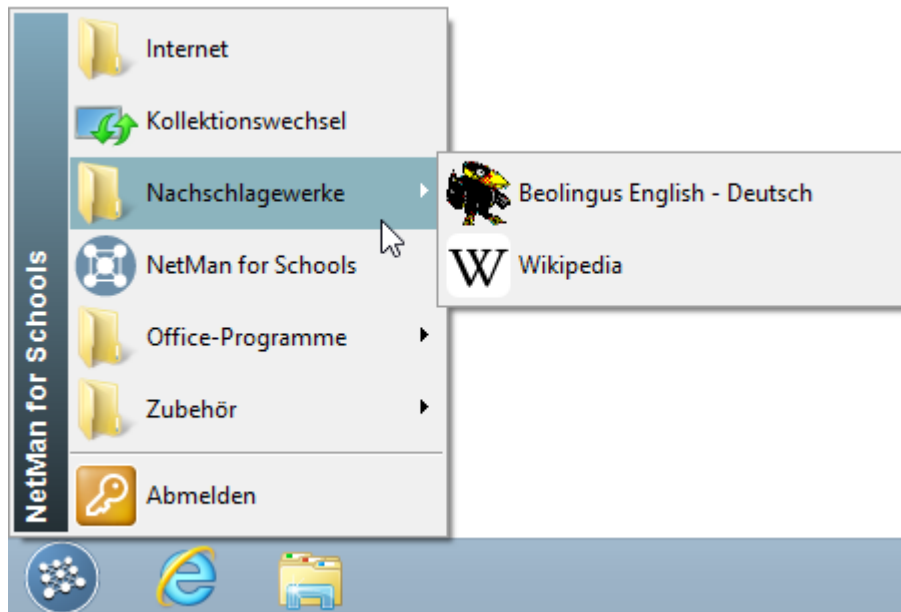 Internet
Kollektionswechsel
Nachschlagewerke
Beolingus English - Deutsch
NetMan for Schools
Wikipedia
Office-Programme
Zubehör
Abmelden
NetMan for Schools